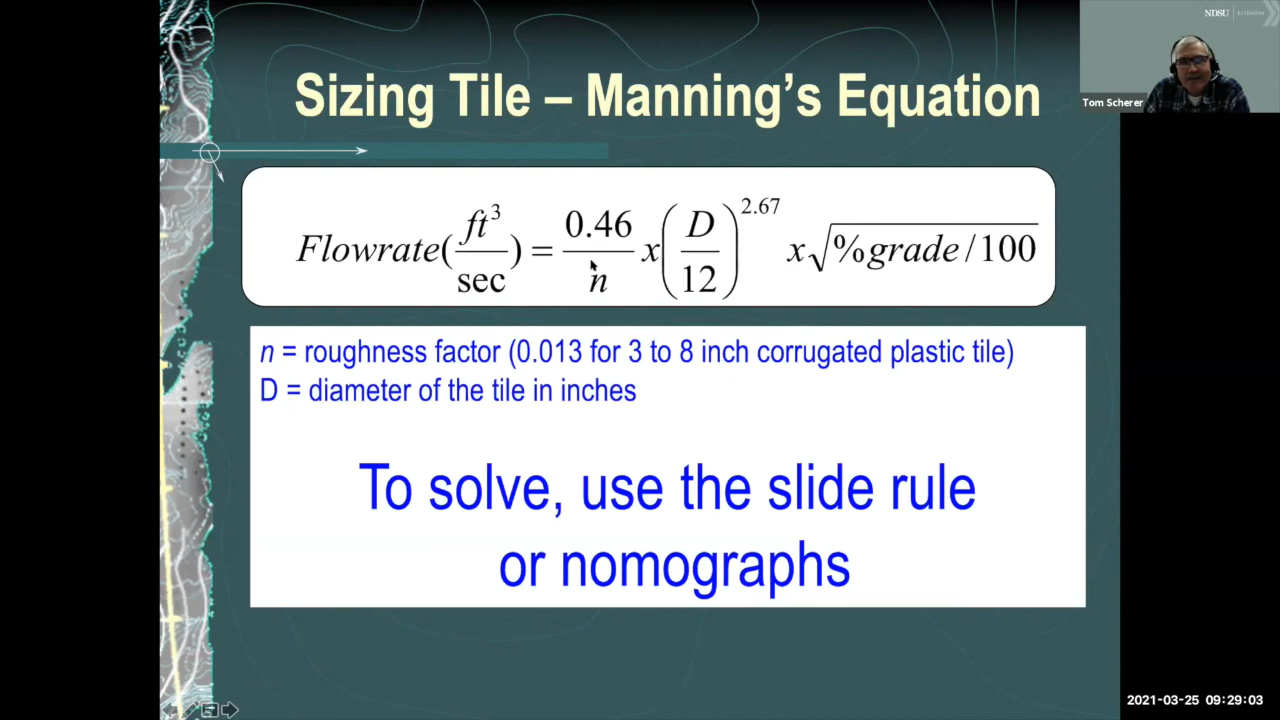 NDSU EXTENSION
Tom Scherer
Sizing Tile – Manning's Equation
Flowrate(ft³/sec) = 0.46/n x (D/12)^2.67 x √%grade/100
n = roughness factor (0.013 for 3 to 8 inch corrugated plastic tile)
D = diameter of the tile in inches
To solve, use the slide rule
or nomographs
2021-03-25 09:29:03